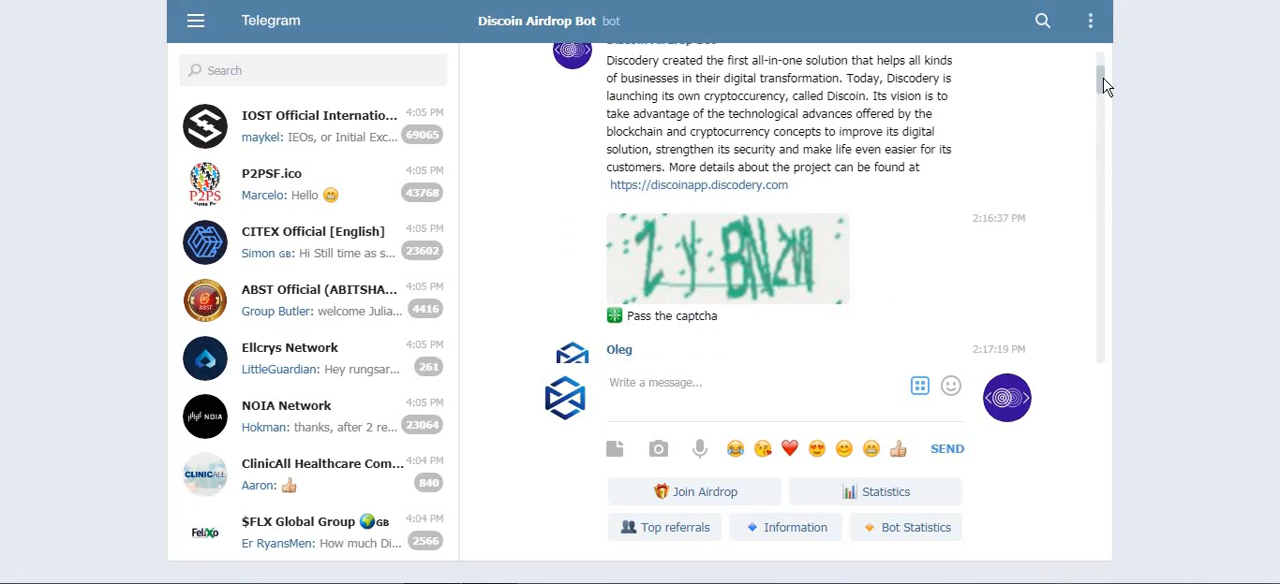 Telegram
Discoin Airdrop Bot bot
Search
IOST Official Internatio... 4:05 PM
maykel: IEOs, or Initial Exc... 69065
P2PSF.ico 4:05 PM
Marcelo: Hello 😁 43768
CITEX Official [English] 4:05 PM
Simon GB: Hi Still time as s... 23602
ABST Official (ABITSHA... 4:05 PM
Group Butler: welcome Julia... 4416
Ellcrys Network 4:05 PM
LittleGuardian: Hey rungsar... 261
NOIA Network 4:05 PM
Hokman: thanks, after 2 re... 23064
ClinicAll Healthcare Com... 4:04 PM
Aaron: 👍 840
$FLX Global Group 🌍GB 4:04 PM
Er RyansMen: How much Di... 2566
Discodery created the first all-in-one solution that helps all kinds
of businesses in their digital transformation. Today, Discodery is
launching its own cryptoccurency, called Discoin. Its vision is to
take advantage of the technological advances offered by the
blockchain and cryptocurrency concepts to improve its digital
solution, strengthen its security and make life even easier for its
customers. More details about the project can be found at
https://discoinapp.discodery.com
2:16:37 PM
❇️ Pass the captcha
Oleg 2:17:19 PM
Write a message...
SEND
🎁 Join Airdrop
📊 Statistics
👥 Top referrals
🔹 Information
🔸 Bot Statistics